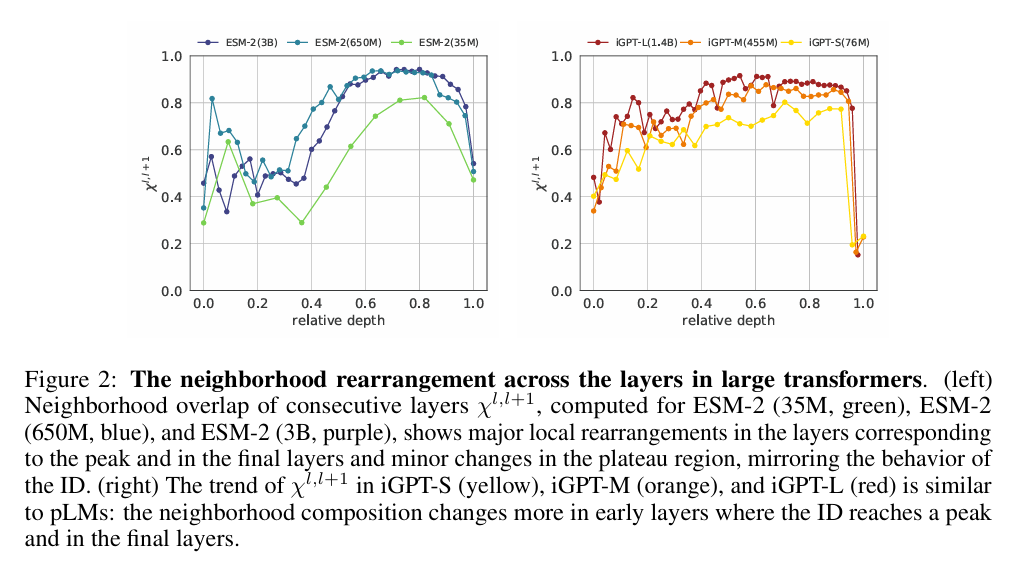 ESM-2(3B) ESM-2(650M) ESM-2(35M)
1.0
0.8
0.6
0.4
0.2
0.0
χ^{l,l+1}
0.0 0.2 0.4 0.6 0.8 1.0
relative depth
iGPT-L(1.4B) iGPT-M(455M) iGPT-S(76M)
1.0
0.8
0.6
0.4
0.2
0.0
χ^{l,l+1}
0.0 0.2 0.4 0.6 0.8 1.0
relative depth
Figure 2: The neighborhood rearrangement across the layers in large transformers. (left)
Neighborhood overlap of consecutive layers χ^{l,l+1}, computed for ESM-2 (35M, green), ESM-2
(650M, blue), and ESM-2 (3B, purple), shows major local rearrangements in the layers corresponding
to the peak and in the final layers and minor changes in the plateau region, mirroring the behavior of
the ID. (right) The trend of χ^{l,l+1} in iGPT-S (yellow), iGPT-M (orange), and iGPT-L (red) is similar
to pLMs: the neighborhood composition changes more in early layers where the ID reaches a peak
and in the final layers.